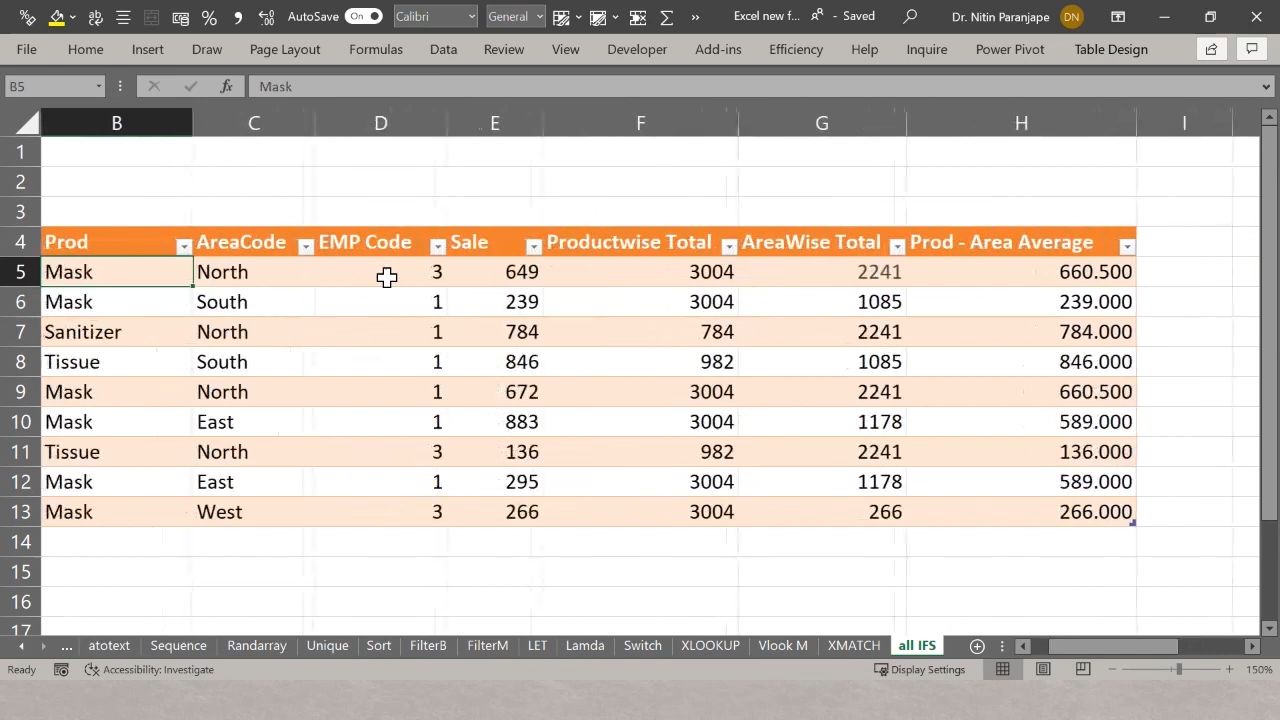 AutoSave On Calibri General Excel new f... - Saved Dr. Nitin Paranjape DN
File Home Insert Draw Page Layout Formulas Data Review View Developer Add-ins Efficiency Help Inquire Power Pivot Table Design
B5 fx Mask
B C D E F G H I
1
2
3
4 Prod AreaCode EMP Code Sale Productwise Total AreaWise Total Prod - Area Average
5 Mask North 3 649 3004 2241 660.500
6 Mask South 1 239 3004 1085 239.000
7 Sanitizer North 1 784 784 2241 784.000
8 Tissue South 1 846 982 1085 846.000
9 Mask North 1 672 3004 2241 660.500
10 Mask East 1 883 3004 1178 589.000
11 Tissue North 3 136 982 2241 136.000
12 Mask East 1 295 3004 1178 589.000
13 Mask West 3 266 3004 266 266.000
14
15
16
17
... atotext Sequence Randarray Unique Sort FilterB FilterM LET Lamda Switch XLOOKUP Vlook M XMATCH all IFS
Ready Accessibility: Investigate Display Settings 150%